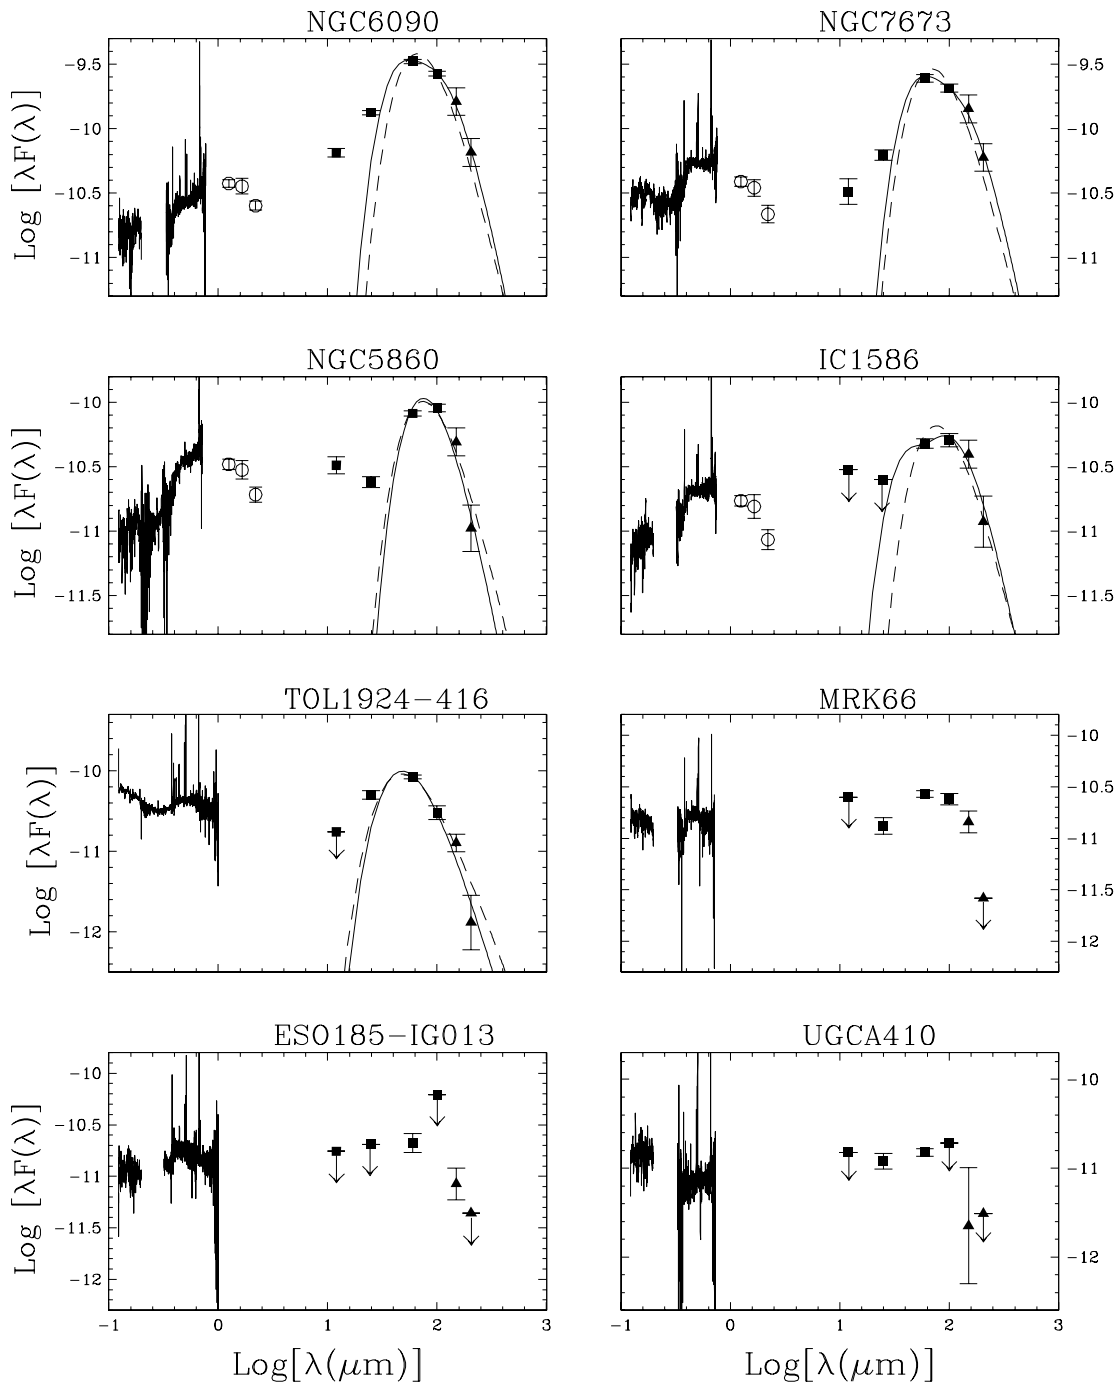 NGC6090
NGC7673
Log [λF(λ)]
−9.5
−10
−10.5
−11
−9.5
−10
−10.5
−11
NGC5860
IC1586
Log [λF(λ)]
−10
−10.5
−11
−11.5
−10
−10.5
−11
−11.5
TOL1924−416
MRK66
Log [λF(λ)]
−10
−11
−12
−10
−10.5
−11
−11.5
−12
ESO185−IG013
UGCA410
Log [λF(λ)]
−10
−10.5
−11
−11.5
−12
−10
−11
−12
−1 0 1 2 3
−1 0 1 2 3
Log[λ(μm)]
Log[λ(μm)]